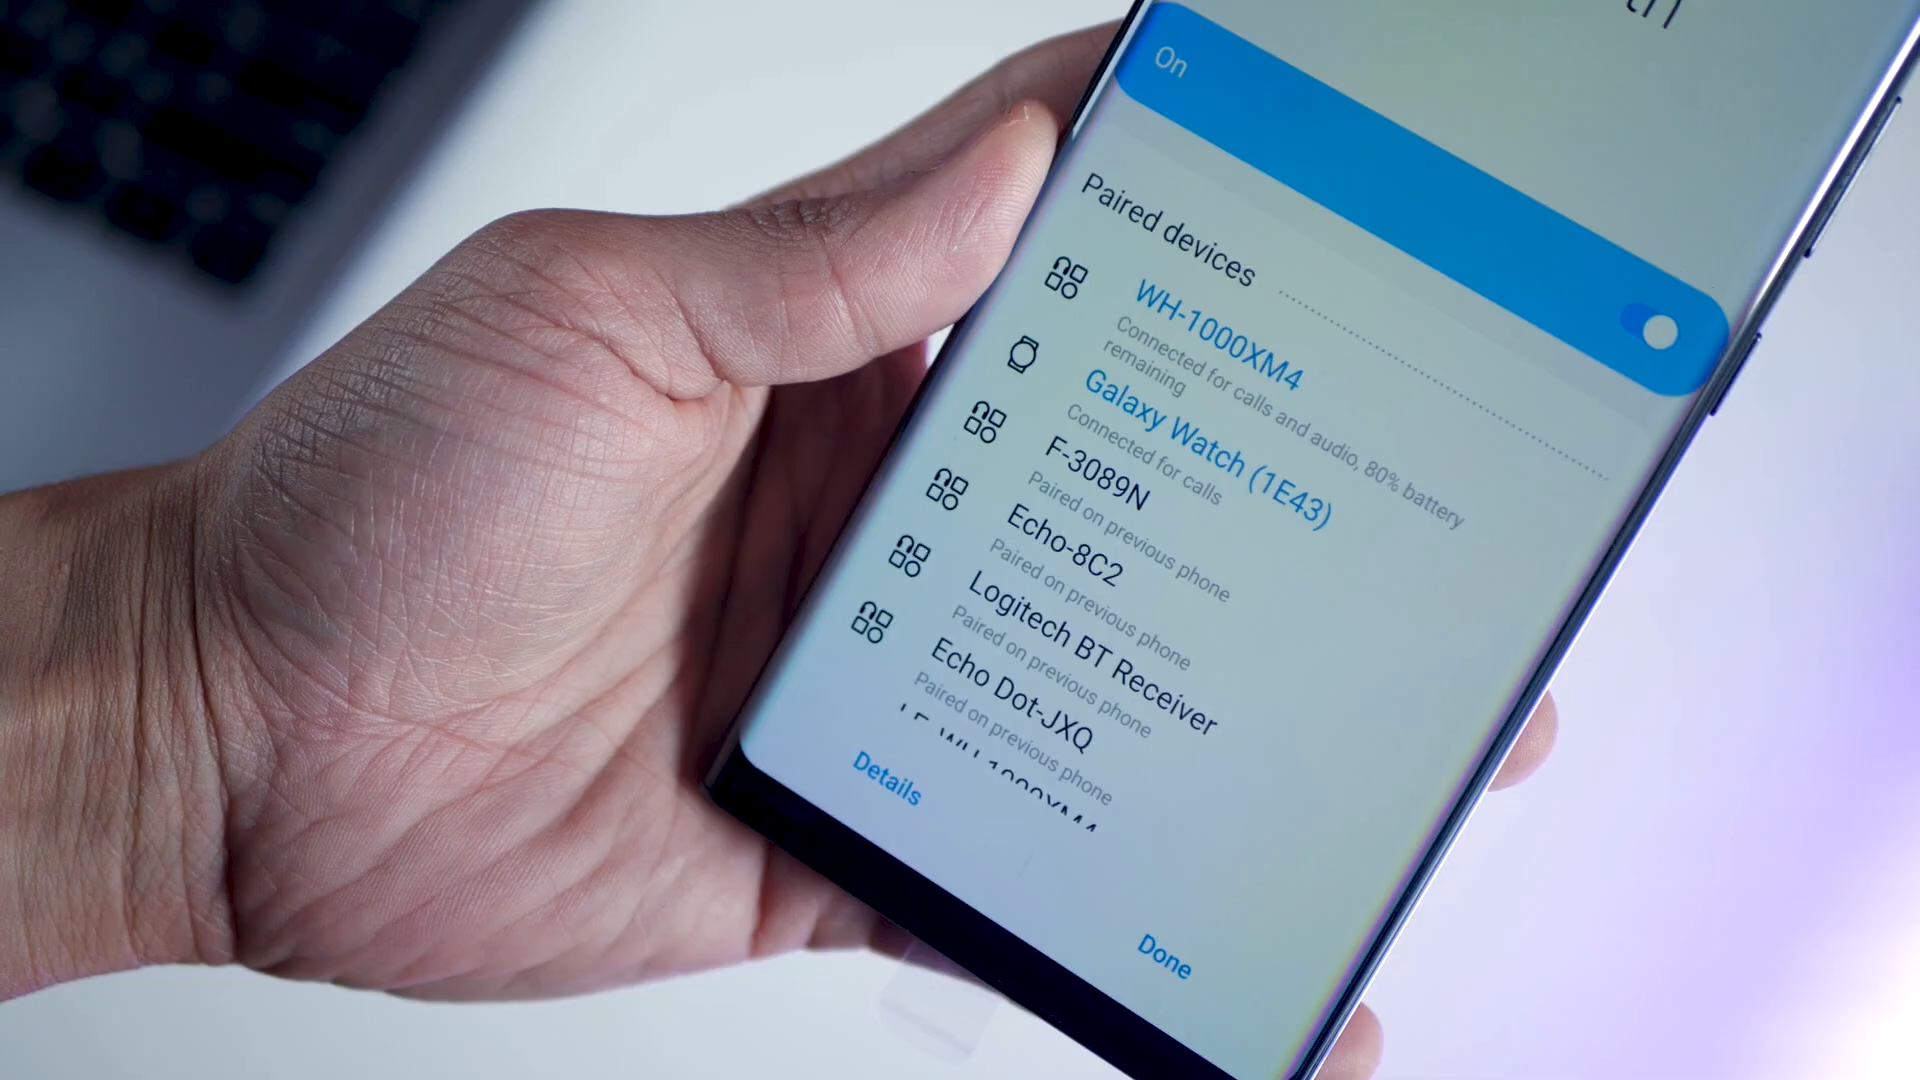 On
Paired devices
WH-1000XM4
Connected for calls and audio, 80% battery
remaining
Galaxy Watch (1E43)
Connected for calls
F-3089N
Paired on previous phone
Echo-8C2
Paired on previous phone
Logitech BT Receiver
Paired on previous phone
Echo Dot-JXQ
Paired on previous phone
Details
Done